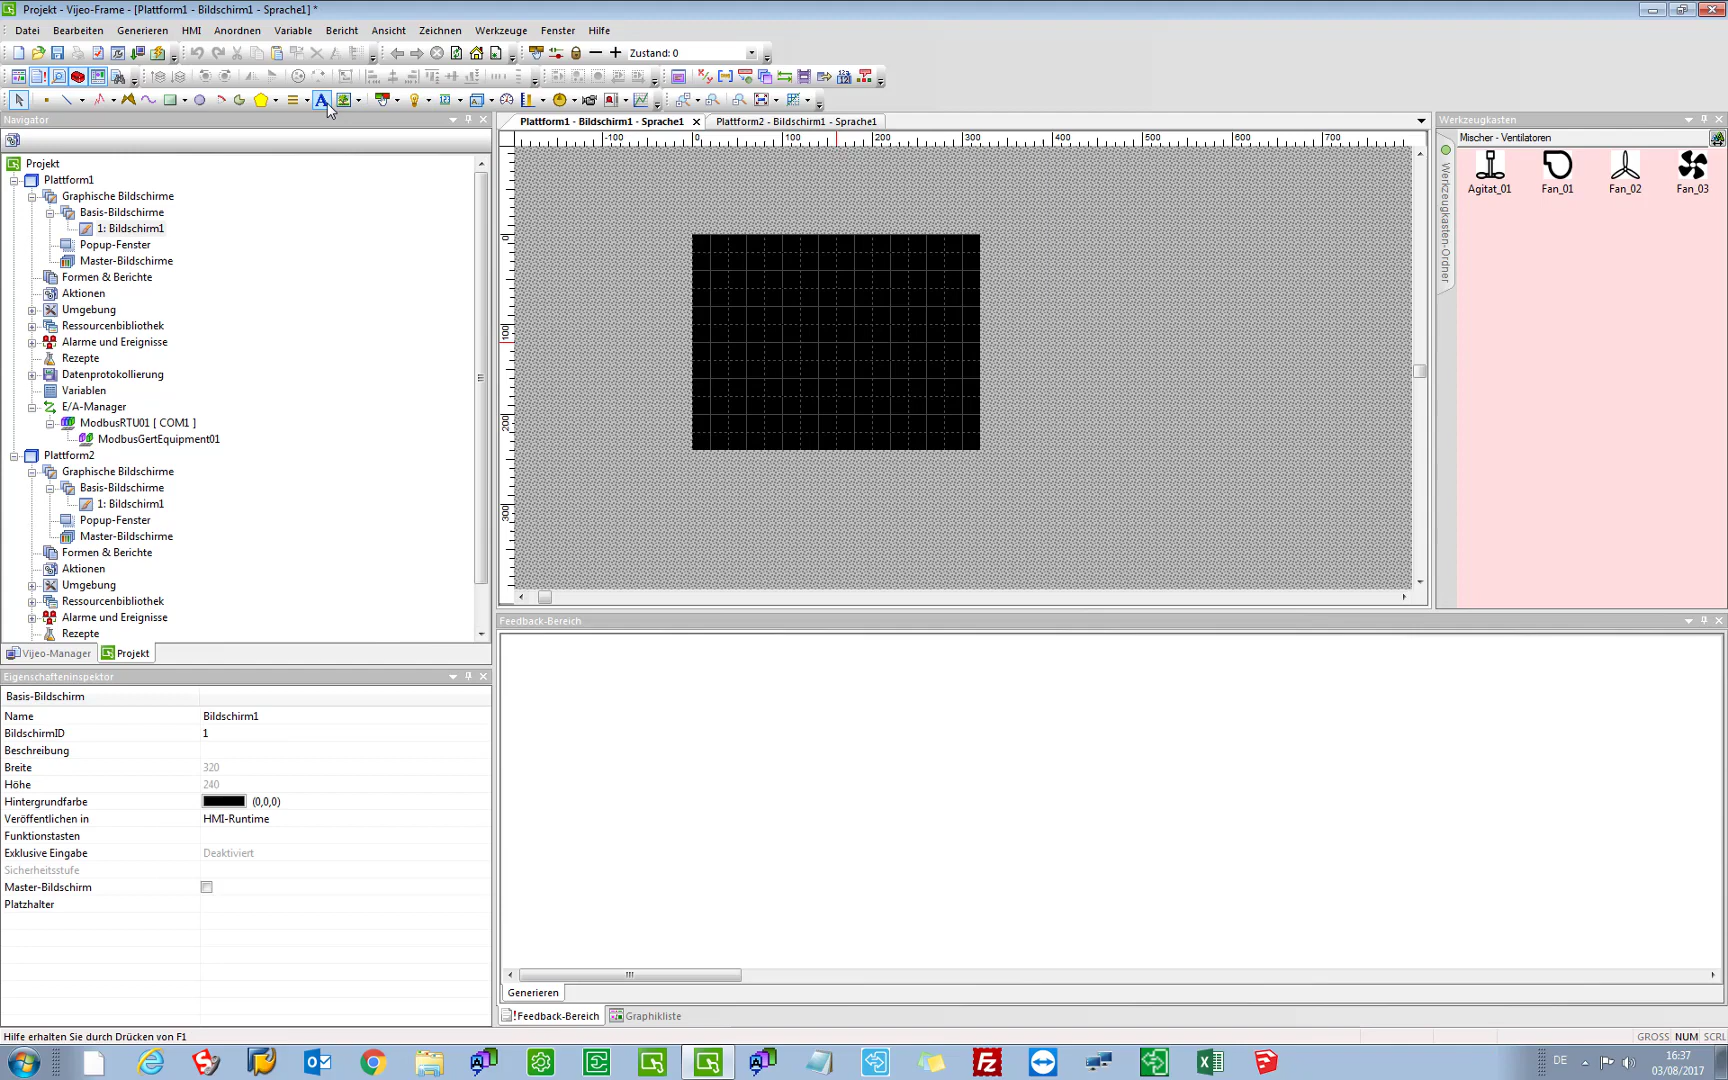 Projekt - Vijeo-Frame - [Plattform1 - Bildschirm1 - Sprache1] *
Datei Bearbeiten Generieren HMI Anordnen Variable Bericht Ansicht Zeichnen Werkzeuge Fenster Hilfe
Zustand: 0
Navigator
Projekt
Plattform1
Graphische Bildschirme
Basis-Bildschirme
1: Bildschirm1
Popup-Fenster
Master-Bildschirme
Formen & Berichte
Aktionen
Umgebung
Ressourcenbibliothek
Alarme und Ereignisse
Rezepte
Datenprotokollierung
Variablen
E/A-Manager
ModbusRTU01 [ COM1 ]
ModbusGertEquipment01
Plattform2
Graphische Bildschirme
Basis-Bildschirme
1: Bildschirm1
Popup-Fenster
Master-Bildschirme
Formen & Berichte
Aktionen
Umgebung
Ressourcenbibliothek
Alarme und Ereignisse
Rezepte
Vijeo-Manager Projekt
Eigenschafteninspektor
Basis-Bildschirm
Name Bildschirm1
BildschirmID 1
Beschreibung
Breite 320
Höhe 240
Hintergrundfarbe (0,0,0)
Veröffentlichen in HMI-Runtime
Funktionstasten
Exklusive Eingabe Deaktiviert
Sicherheitsstufe
Master-Bildschirm
Platzhalter
Plattform1 - Bildschirm1 - Sprache1 Plattform2 - Bildschirm1 - Sprache1
-100 0 100 200 300 400 500 600 700
0
100
200
300
Werkzeugkasten
Mischer - Ventilatoren
Werkzeugkasten-Ordner
Agitat_01 Fan_01 Fan_02 Fan_03
Feedback-Bereich
Generieren
Feedback-Bereich Graphikliste
Hilfe erhalten Sie durch Drücken von F1
GROSS NUM SCRL
DE
16:37
03/08/2017